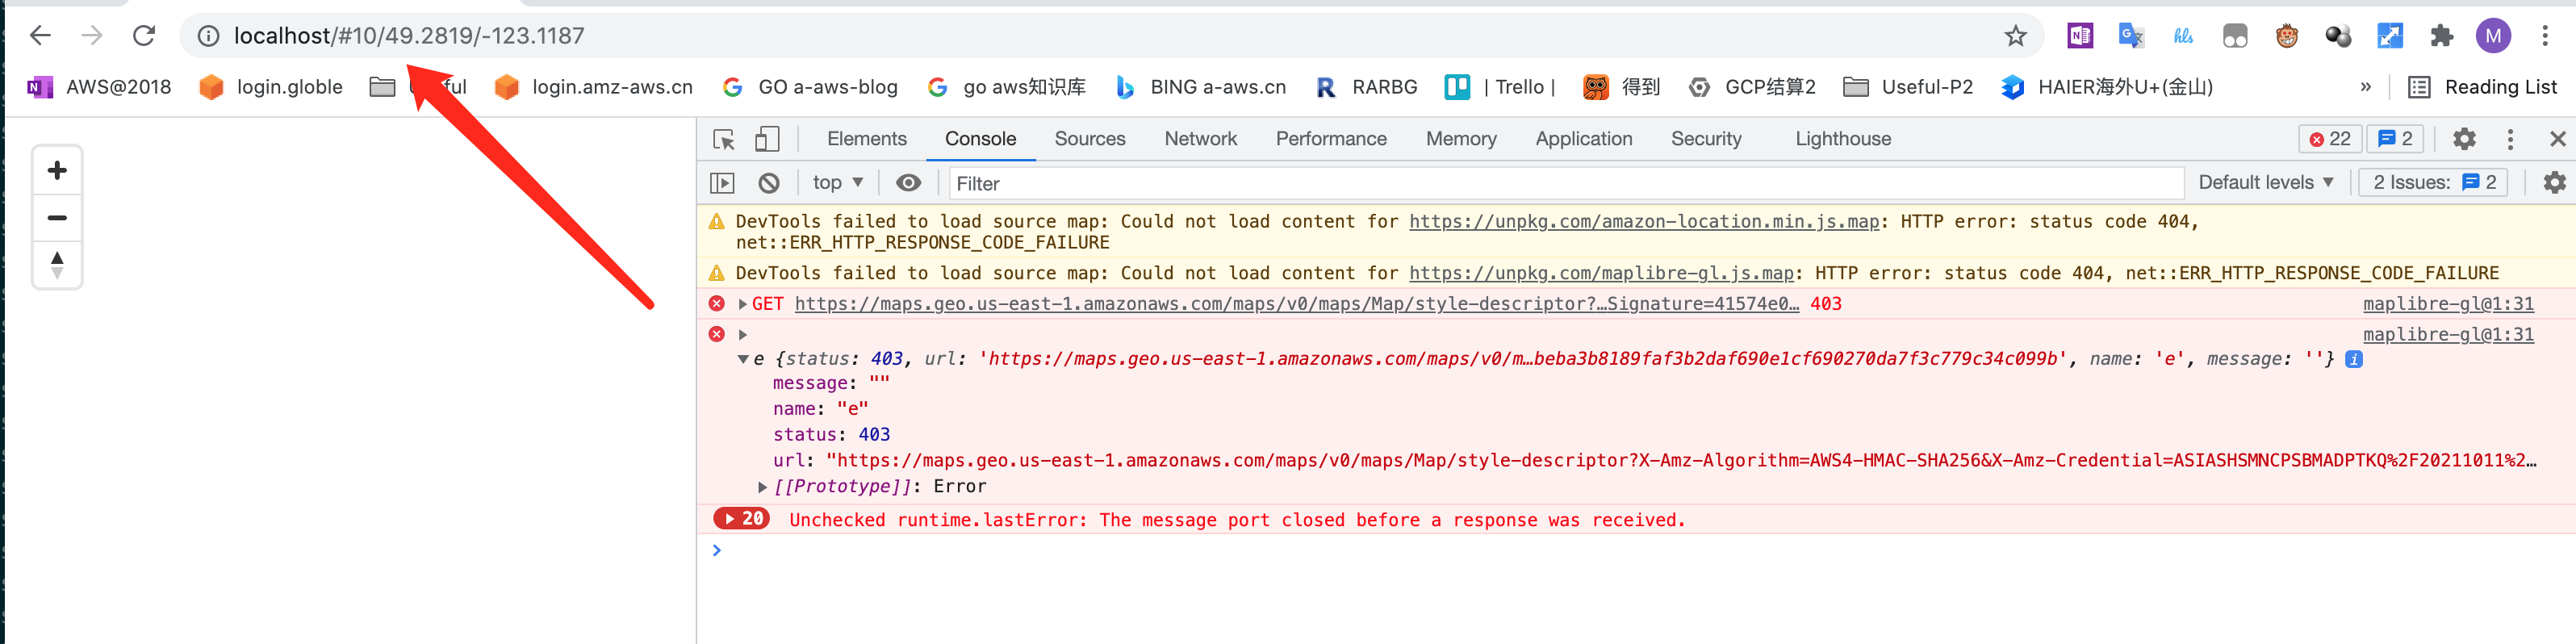 localhost/#10/49.2819/-123.1187
M
AWS@2018 login.globle login.amz-aws.cn GO a-aws-blog go aws知识库 BING a-aws.cn RARBG | Trello | 得到 GCP结算2 Useful-P2 HAIER海外U+(金山) » Reading List
Elements Console Sources Network Performance Memory Application Security Lighthouse 22 2
top Filter Default levels 2 Issues: 2
DevTools failed to load source map: Could not load content for https://unpkg.com/amazon-location.min.js.map: HTTP error: status code 404,
net::ERR_HTTP_RESPONSE_CODE_FAILURE
DevTools failed to load source map: Could not load content for https://unpkg.com/maplibre-gl.js.map: HTTP error: status code 404, net::ERR_HTTP_RESPONSE_CODE_FAILURE
GET https://maps.geo.us-east-1.amazonaws.com/maps/v0/maps/Map/style-descriptor?…Signature=41574e0… 403 maplibre-gl@1:31
maplibre-gl@1:31
e {status: 403, url: 'https://maps.geo.us-east-1.amazonaws.com/maps/v0/m…beba3b8189faf3b2daf690e1cf690270da7f3c779c34c099b', name: 'e', message: ''}
message: ""
name: "e"
status: 403
url: "https://maps.geo.us-east-1.amazonaws.com/maps/v0/maps/Map/style-descriptor?X-Amz-Algorithm=AWS4-HMAC-SHA256&X-Amz-Credential=ASIASHSMNCPSBMADPTKQ%2F20211011%2…
[[Prototype]]: Error
20 Unchecked runtime.lastError: The message port closed before a response was received.